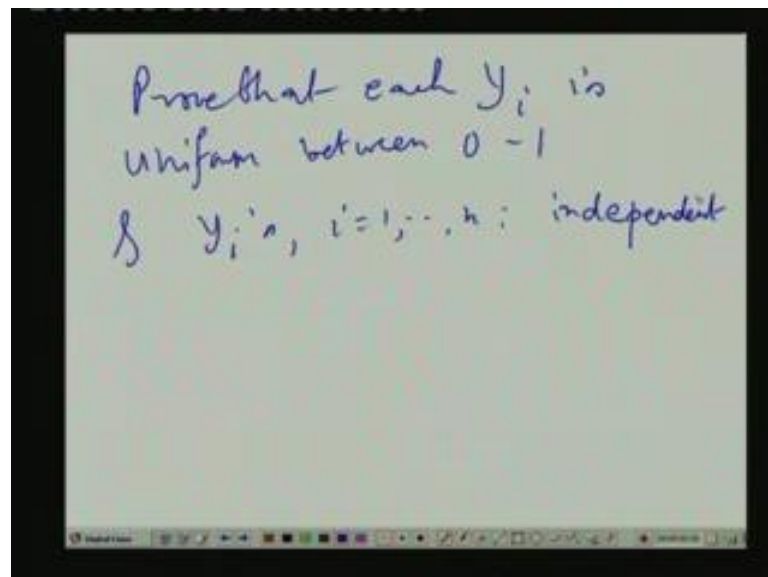 Prove that each Y_i is
uniform between 0 - 1
& Y_i's, i = 1, .., n : independent